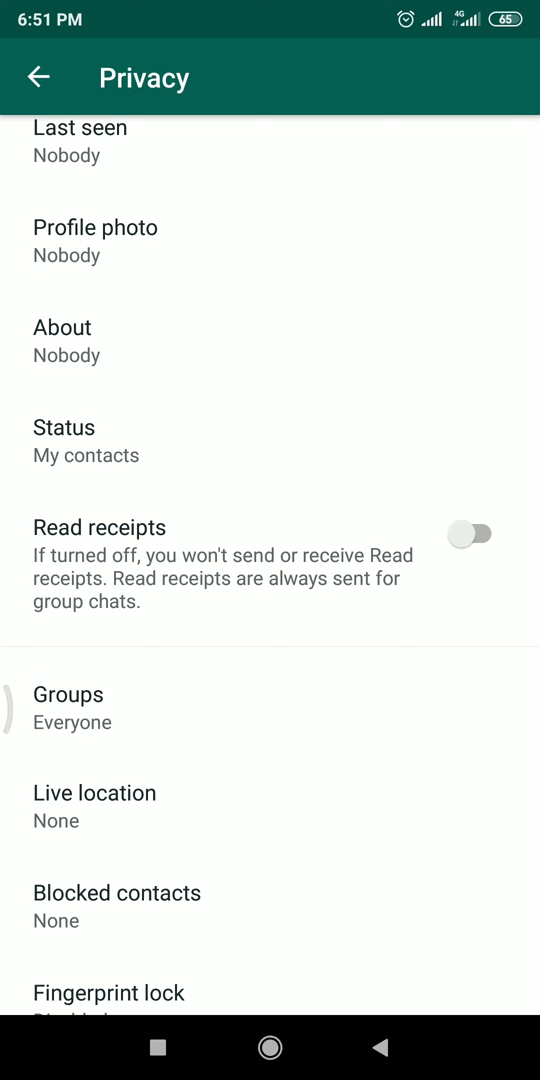 6:51 PM
4G
65
Privacy
Last seen
Nobody
Profile photo
Nobody
About
Nobody
Status
My contacts
Read receipts
If turned off, you won't send or receive Read
receipts. Read receipts are always sent for
group chats.
Groups
Everyone
Live location
None
Blocked contacts
None
Fingerprint lock